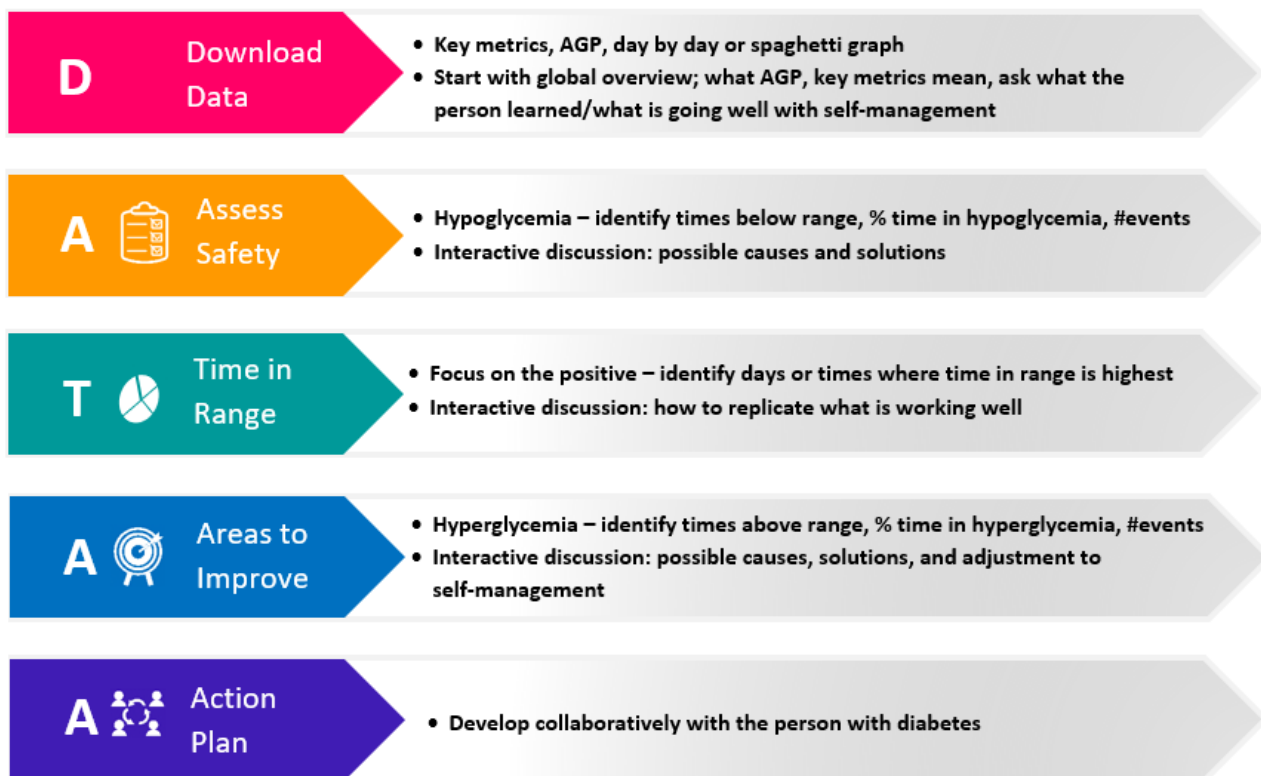 D
Download
Data
• Key metrics, AGP, day by day or spaghetti graph
• Start with global overview; what AGP, key metrics mean, ask what the
person learned/what is going well with self-management
A
Assess
Safety
• Hypoglycemia – identify times below range, % time in hypoglycemia, #events
• Interactive discussion: possible causes and solutions
T
Time in
Range
• Focus on the positive – identify days or times where time in range is highest
• Interactive discussion: how to replicate what is working well
A
Areas to
Improve
• Hyperglycemia – identify times above range, % time in hyperglycemia, #events
• Interactive discussion: possible causes, solutions, and adjustment to
self-management
A
Action
Plan
• Develop collaboratively with the person with diabetes